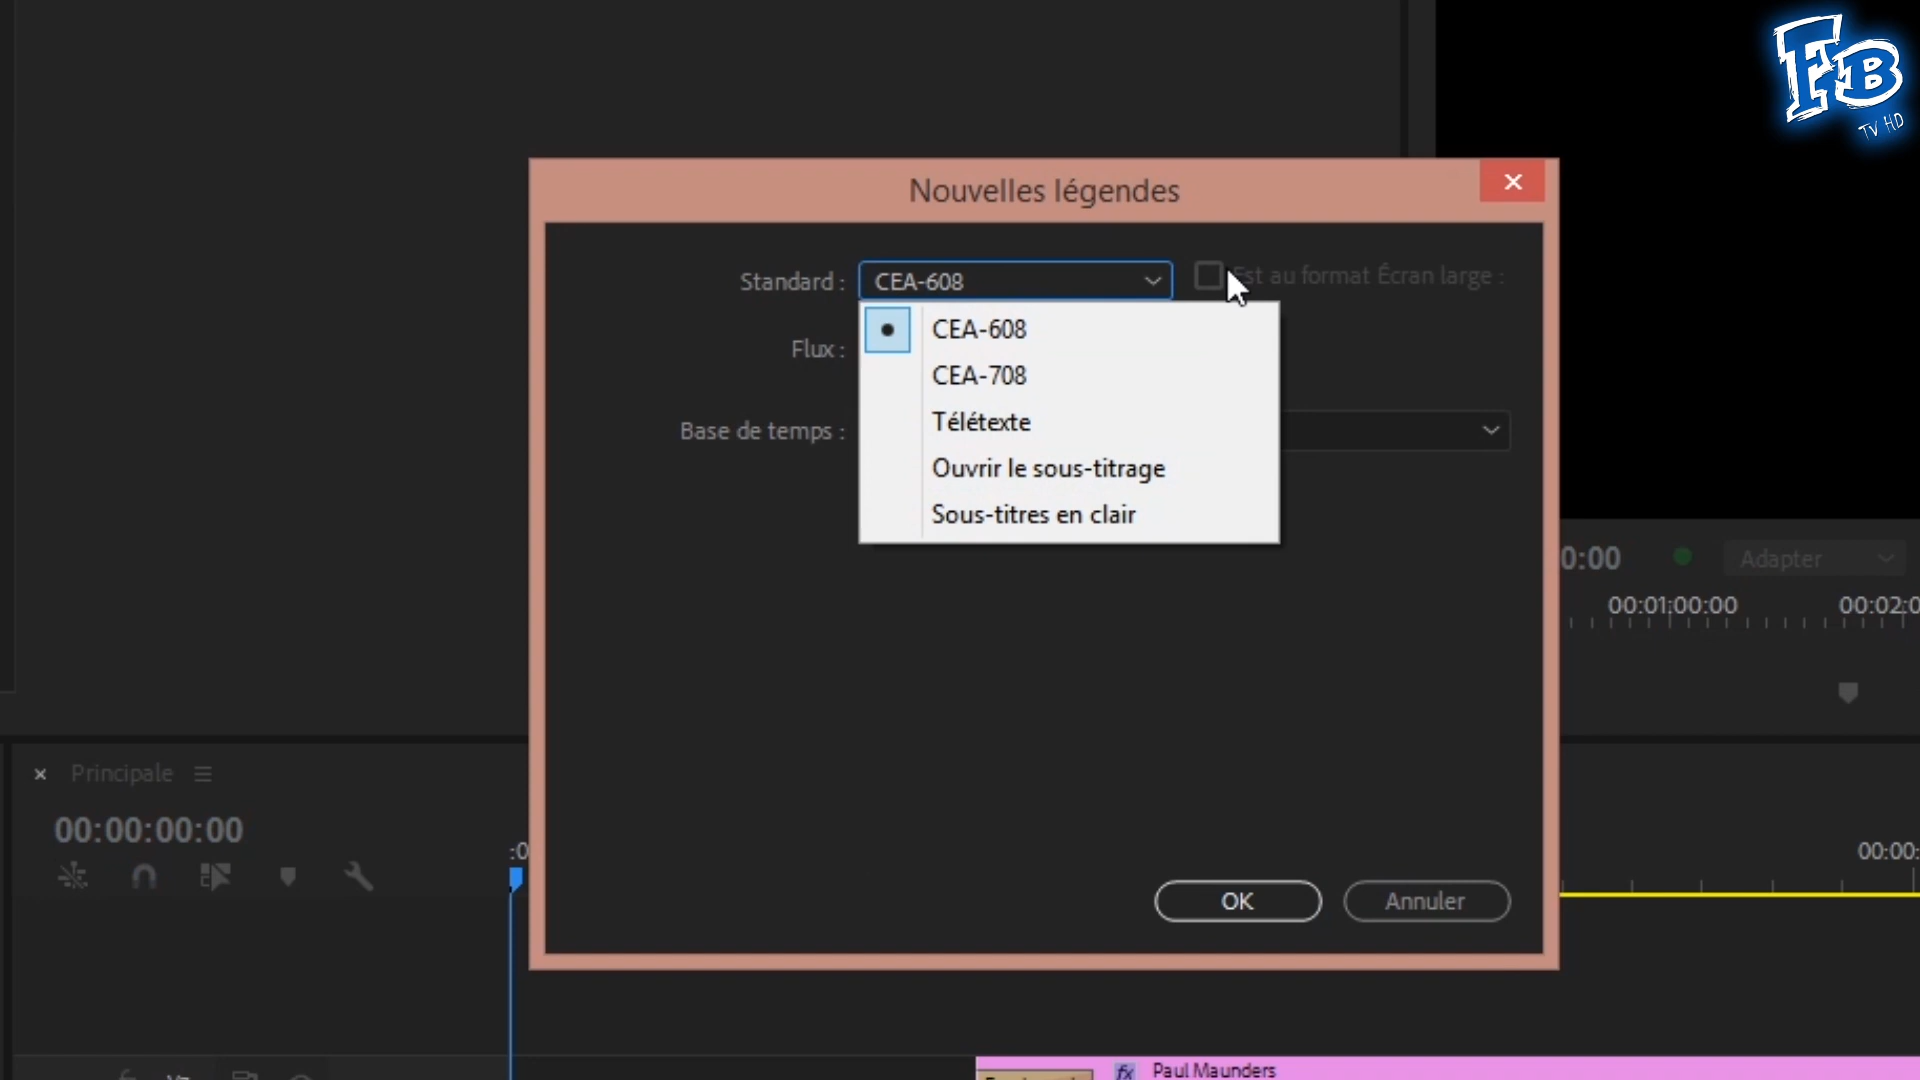 FB
TV HD
Nouvelles légendes
Standard :
CEA-608
Est au format Écran large :
CEA-608
CEA-708
Télétexte
Ouvrir le sous-titrage
Sous-titres en clair
Flux :
Base de temps :
OK
Annuler
0:00
Adapter
00:01:00:00
00:02:0
Principale
00:00:00:00
:0
00:00:
fx
Paul Maunders